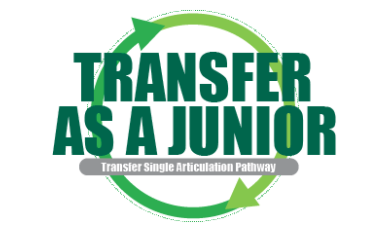 TRANSFER
AS A JUNIOR
Transfer Single Articulation Pathway